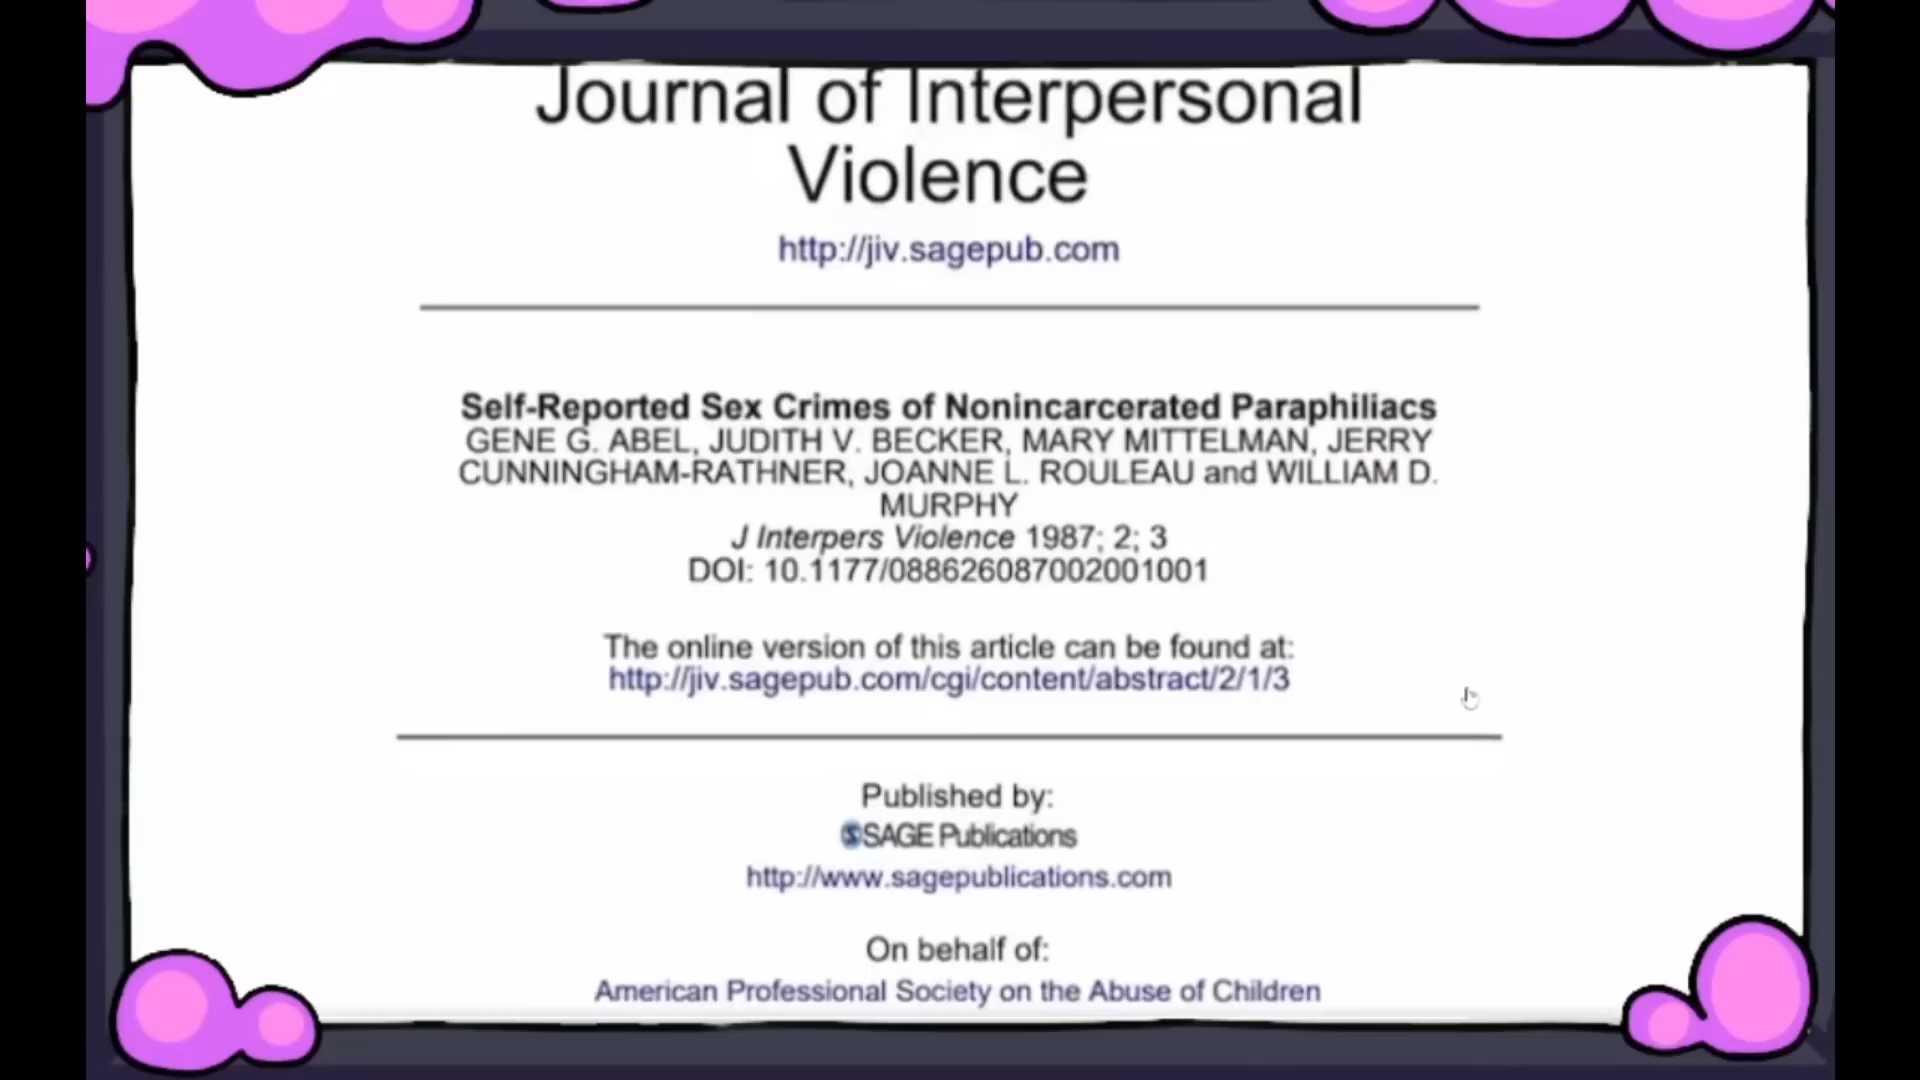 Journal of Interpersonal
Violence
http://jiv.sagepub.com
Self-Reported Sex Crimes of Nonincarcerated Paraphiliacs
GENE G. ABEL, JUDITH V. BECKER, MARY MITTELMAN, JERRY
CUNNINGHAM-RATHNER, JOANNE L. ROULEAU and WILLIAM D.
MURPHY
J Interpers Violence 1987; 2; 3
DOI: 10.1177/088626087002001001
The online version of this article can be found at:
http://jiv.sagepub.com/cgi/content/abstract/2/1/3
Published by:
SAGE Publications
http://www.sagepublications.com
On behalf of:
American Professional Society on the Abuse of Children